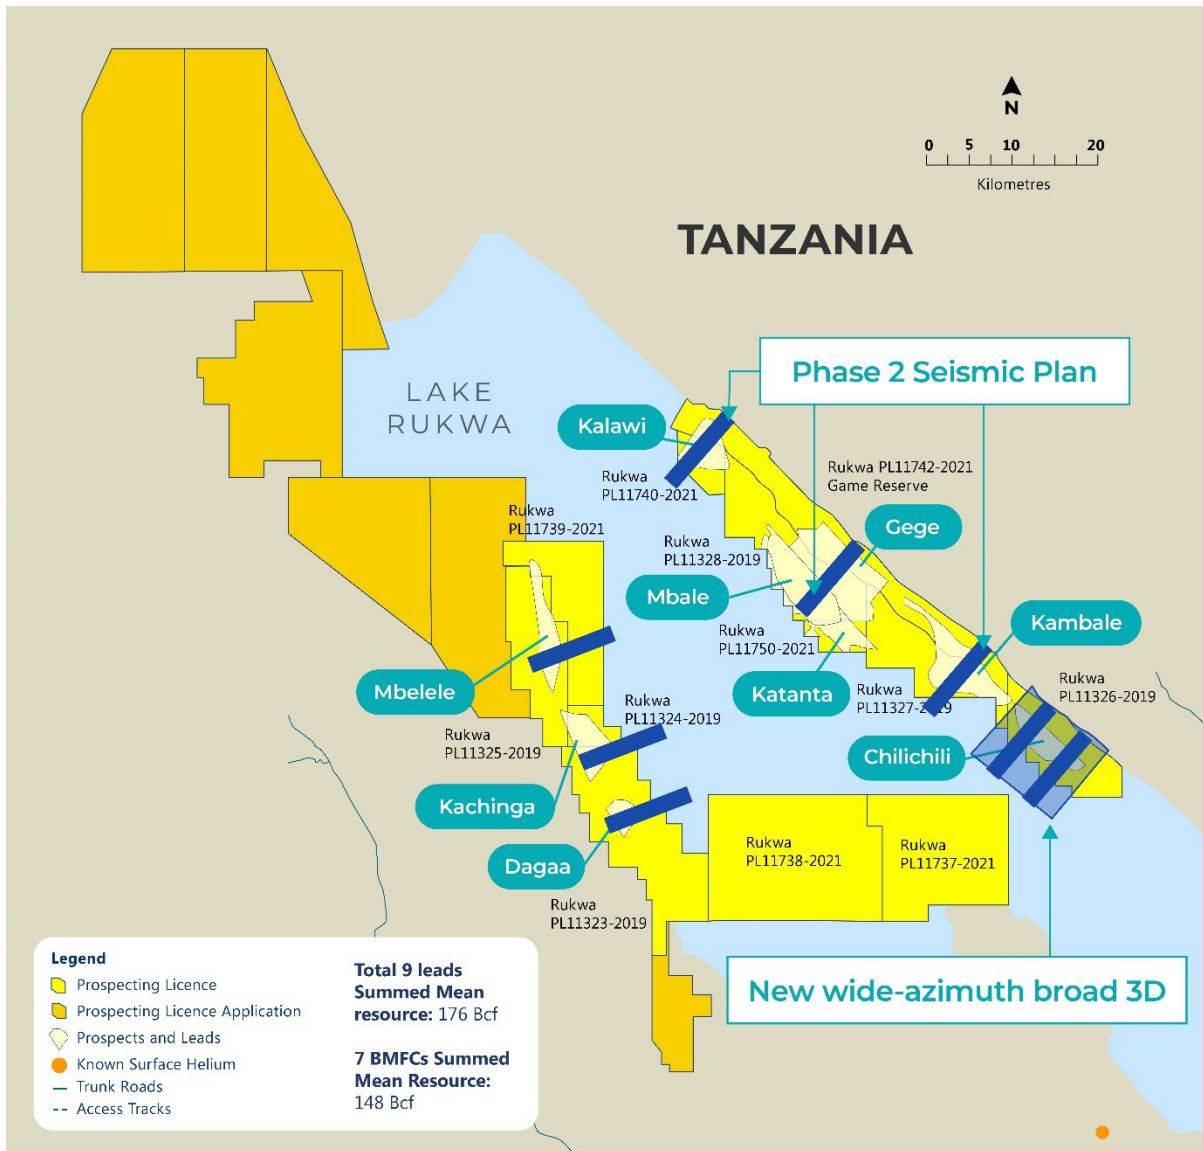 N
0 5 10 20
Kilometres
TANZANIA
Phase 2 Seismic Plan
LAKE
RUKWA
Kalawi
Rukwa
PL11740-2021
Rukwa PL11742-2021
Game Reserve
Gege
Rukwa
PL11739-2021
Rukwa
PL11328-2019
Mbale
Rukwa
PL11750-2021
Kambale
Katanta
Rukwa
PL11327-2019
Rukwa
PL11326-2019
Mbelele
Rukwa
PL11324-2019
Rukwa
PL11325-2019
Chilichili
Kachinga
Dagaa
Rukwa
PL11738-2021
Rukwa
PL11737-2021
Rukwa
PL11323-2019
New wide-azimuth broad 3D
Legend
Prospecting Licence
Prospecting Licence Application
Prospects and Leads
Known Surface Helium
Trunk Roads
Access Tracks
Total 9 leads
Summed Mean
resource: 176 Bcf
7 BMFCs Summed
Mean Resource:
148 Bcf